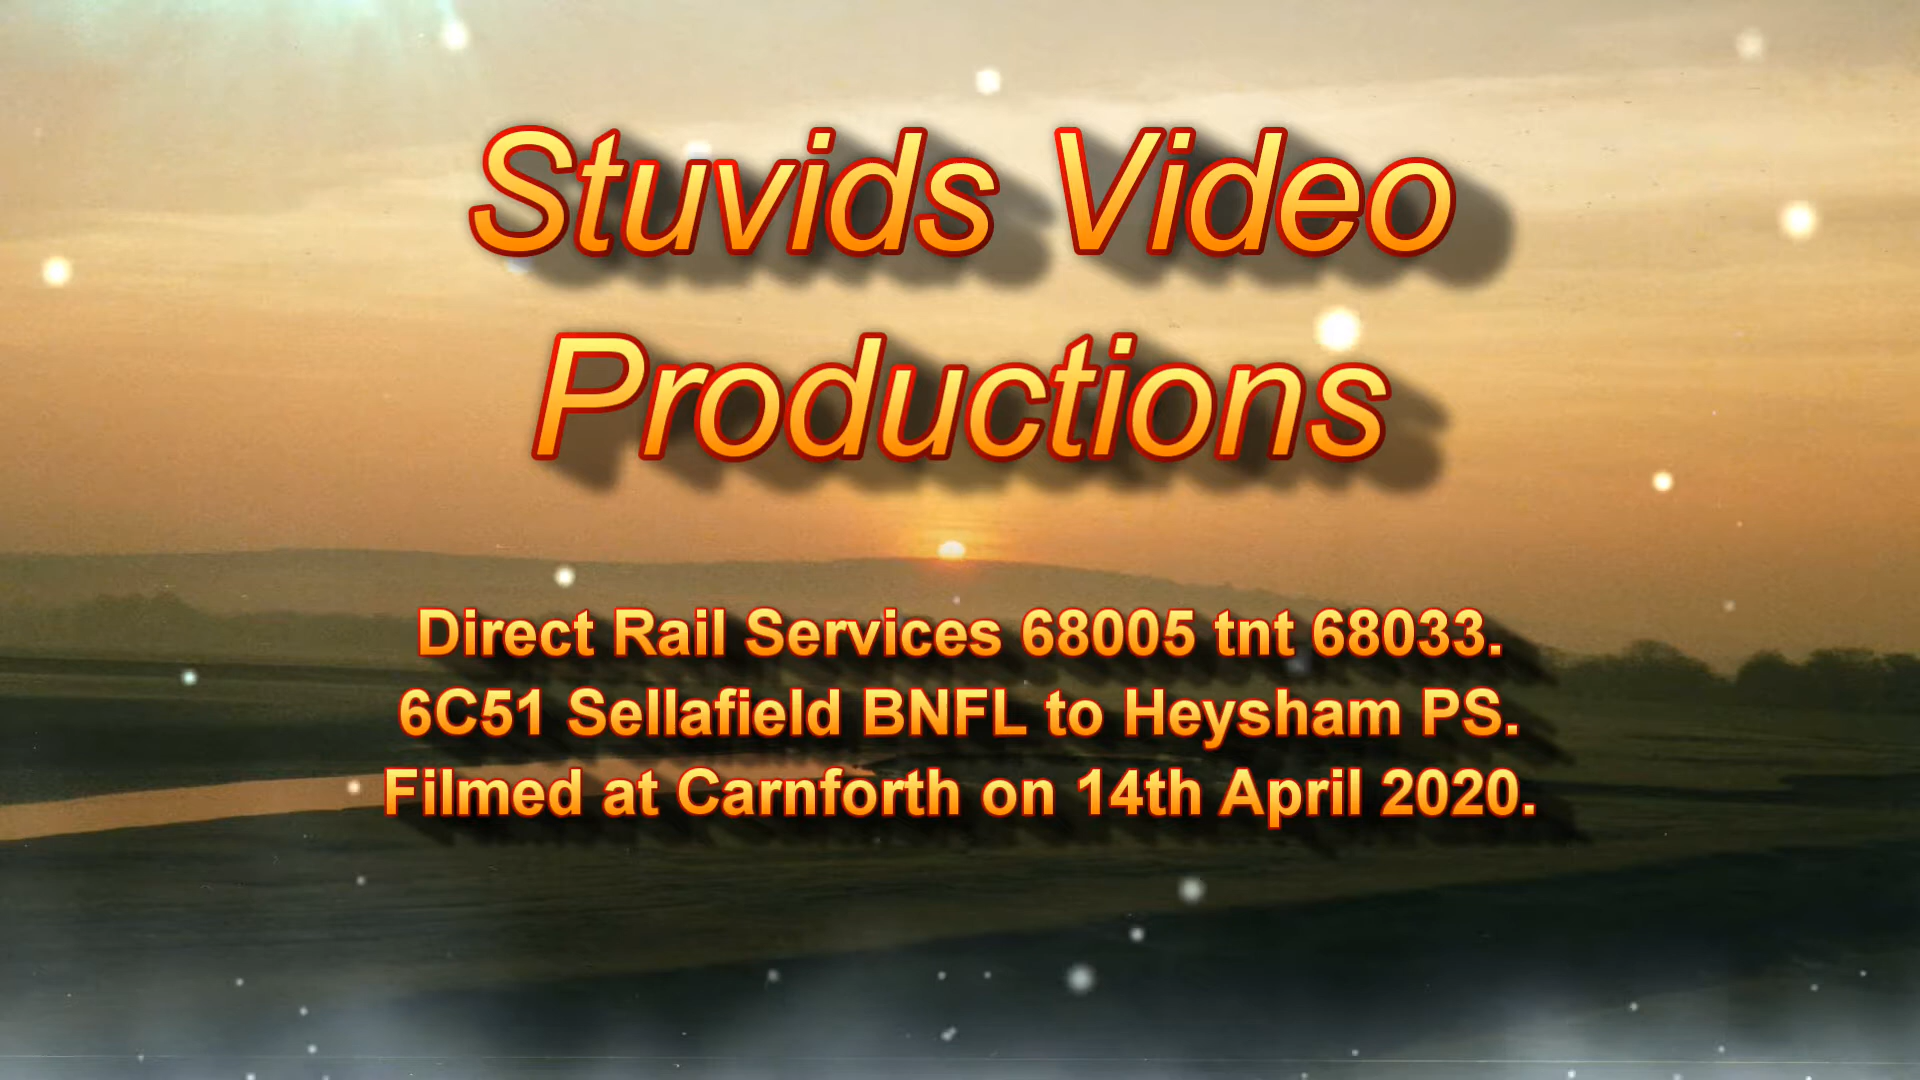 Stuvids Video
Productions
Direct Rail Services 68005 tnt 68033.
6C51 Sellafield BNFL to Heysham PS.
Filmed at Carnforth on 14th April 2020.